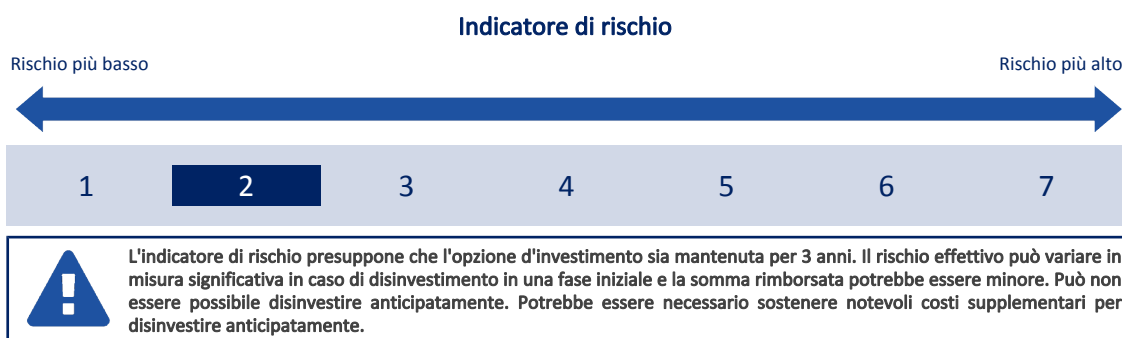 Indicatore di rischio
Rischio più basso
Rischio più alto
1 2 3 4 5 6 7
L'indicatore di rischio presuppone che l'opzione d'investimento sia mantenuta per 3 anni. Il rischio effettivo può variare in
misura significativa in caso di disinvestimento in una fase iniziale e la somma rimborsata potrebbe essere minore. Può non
essere possibile disinvestire anticipatamente. Potrebbe essere necessario sostenere notevoli costi supplementari per
disinvestire anticipatamente.